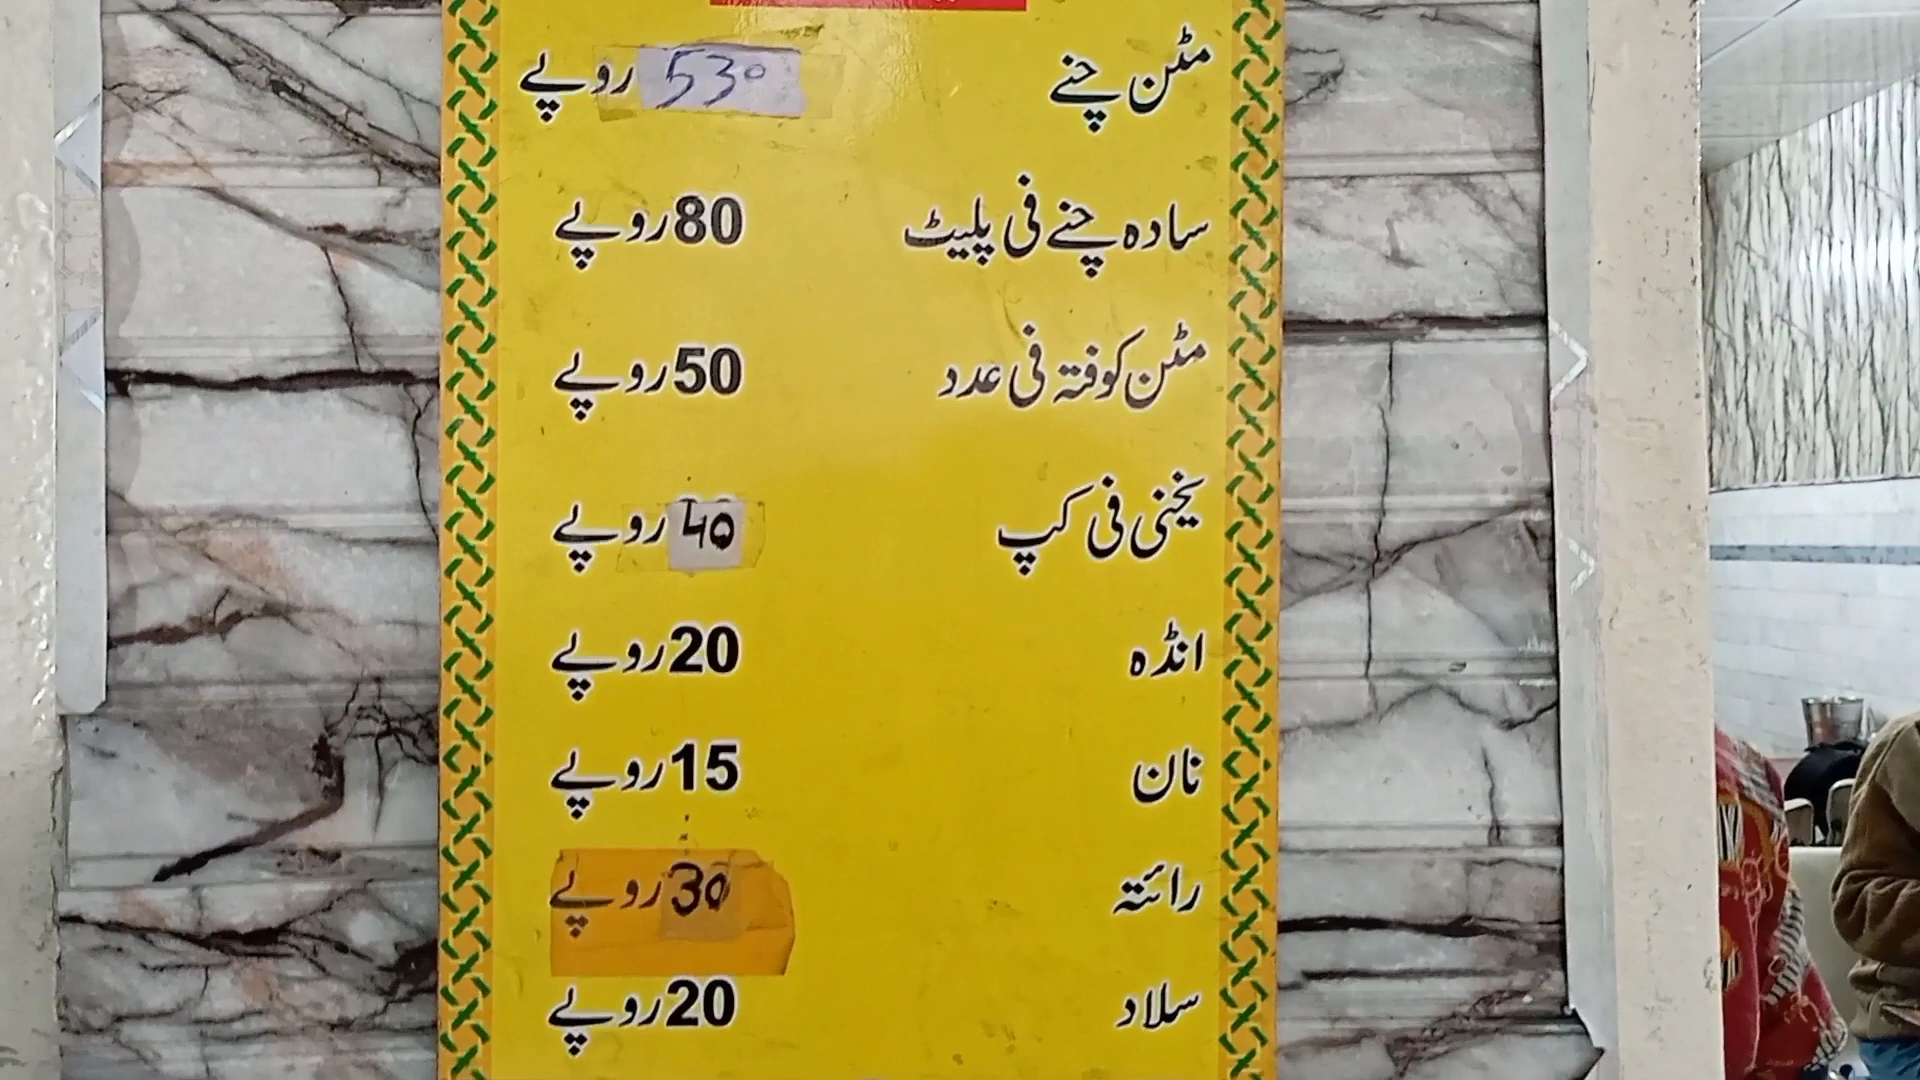 مٹن چنے 530 روپے
سادہ چنے فی پلیٹ 80 روپے
مٹن کوفتہ فی عدد 50 روپے
یخنی فی کپ 40 روپے
انڈہ 20 روپے
نان 15 روپے
رائتہ 30 روپے
سلاد 20 روپے